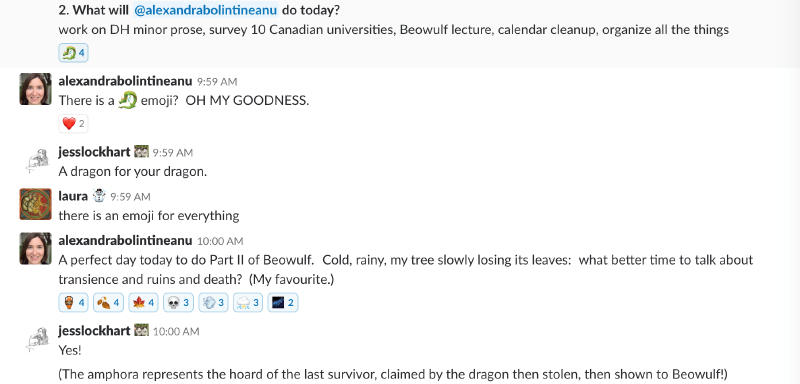 2. What will @alexandrabolintineanu do today?
work on DH minor prose, survey 10 Canadian universities, Beowulf lecture, calendar cleanup, organize all the things
4
alexandrabolintineanu 9:59 AM
There is a 🐉 emoji? OH MY GOODNESS.
2
jesslockhart 9:59 AM
A dragon for your dragon.
laura 9:59 AM
there is an emoji for everything
alexandrabolintineanu 10:00 AM
A perfect day today to do Part II of Beowulf. Cold, rainy, my tree slowly losing its leaves: what better time to talk about
transience and ruins and death? (My favourite.)
4 4 4 3 3 3 2
jesslockhart 10:00 AM
Yes!
(The amphora represents the hoard of the last survivor, claimed by the dragon then stolen, then shown to Beowulf!)